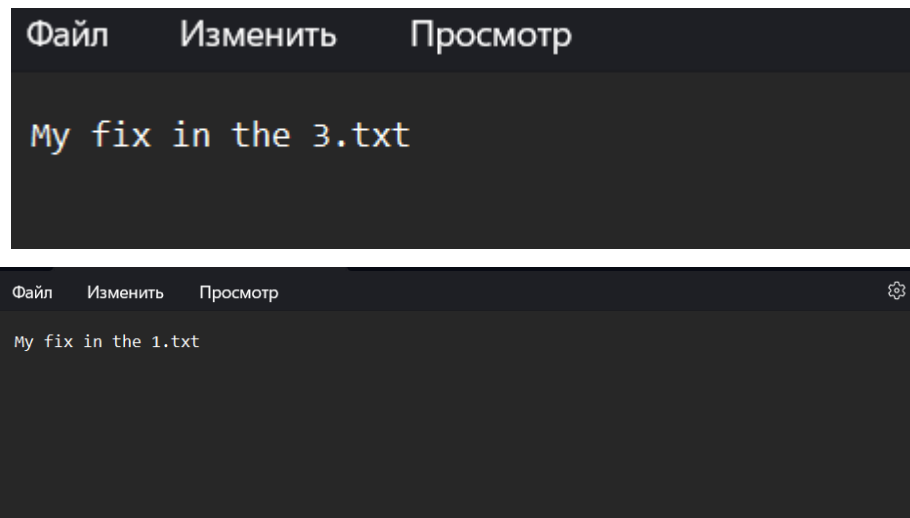 Файл Изменить Просмотр
My fix in the 3.txt
Файл Изменить Просмотр
My fix in the 1.txt